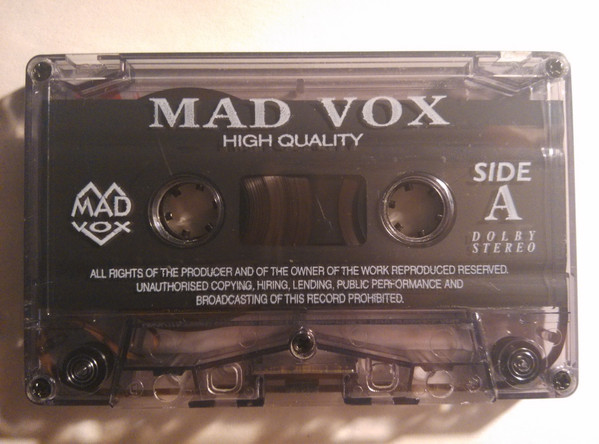 MAD VOX
HIGH QUALITY
MAD
VOX
SIDE
A
DOLBY
STEREO
ALL RIGHTS OF THE PRODUCER AND OF THE OWNER OF THE WORK REPRODUCED RESERVED.
UNAUTHORISED COPYING, HIRING, LENDING, PUBLIC PERFORMANCE AND
BROADCASTING OF THIS RECORD PROHIBITED.